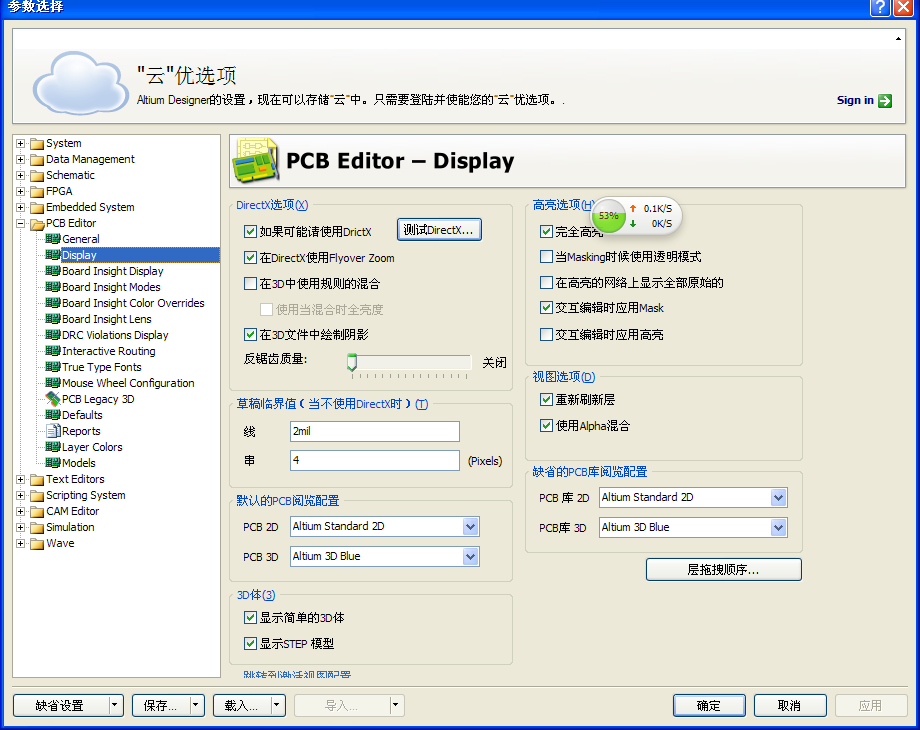 参数选择
"云"优选项
Altium Designer的设置，现在可以存储"云"中。只需要登陆并使能您的"云"优选项。.
Sign in
System
Data Management
Schematic
FPGA
Embedded System
PCB Editor
General
Display
Board Insight Display
Board Insight Modes
Board Insight Color Overrides
Board Insight Lens
DRC Violations Display
Interactive Routing
True Type Fonts
Mouse Wheel Configuration
PCB Legacy 3D
Defaults
Reports
Layer Colors
Models
Text Editors
Scripting System
CAM Editor
Simulation
Wave
PCB Editor – Display
DirectX选项(X)
如果可能请使用DrictX
测试DirectX...
在DirectX使用Flyover Zoom
在3D中使用规则的混合
使用当混合时全亮度
在3D文件中绘制阴影
反锯齿质量:
关闭
草稿临界值（当不使用DirectX时）(T)
线
2mil
串
4
(Pixels)
默认的PCB阅览配置
PCB 2D
Altium Standard 2D
PCB 3D
Altium 3D Blue
3D体(3)
显示简单的3D体
显示STEP 模型
跳转到激活视图配置
高亮选项(H)
53%
0.1K/S
0K/S
完全高亮
当Masking时候使用透明模式
在高亮的网络上显示全部原始的
交互编辑时应用Mask
交互编辑时应用高亮
视图选项(D)
重新刷新层
使用Alpha混合
缺省的PCB库阅览配置
PCB 库 2D
Altium Standard 2D
PCB库 3D
Altium 3D Blue
层拖拽顺序...
缺省设置
保存...
载入...
导入...
确定
取消
应用